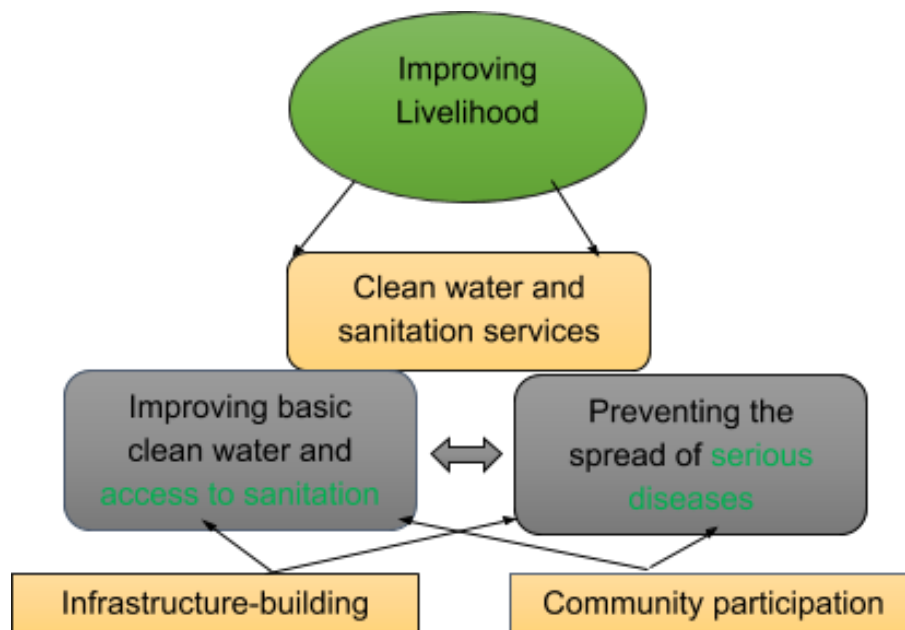 Improving
Livelihood
Clean water and
sanitation services
Improving basic
clean water and
access to sanitation
Preventing the
spread of serious
diseases
Infrastructure-building
Community participation